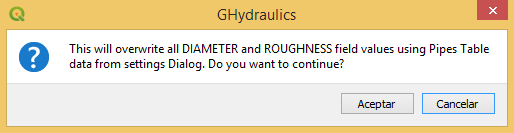 GHydraulics
This will overwrite all DIAMETER and ROUGHNESS field values using Pipes Table
data from settings Dialog. Do you want to continue?
Aceptar
Cancelar